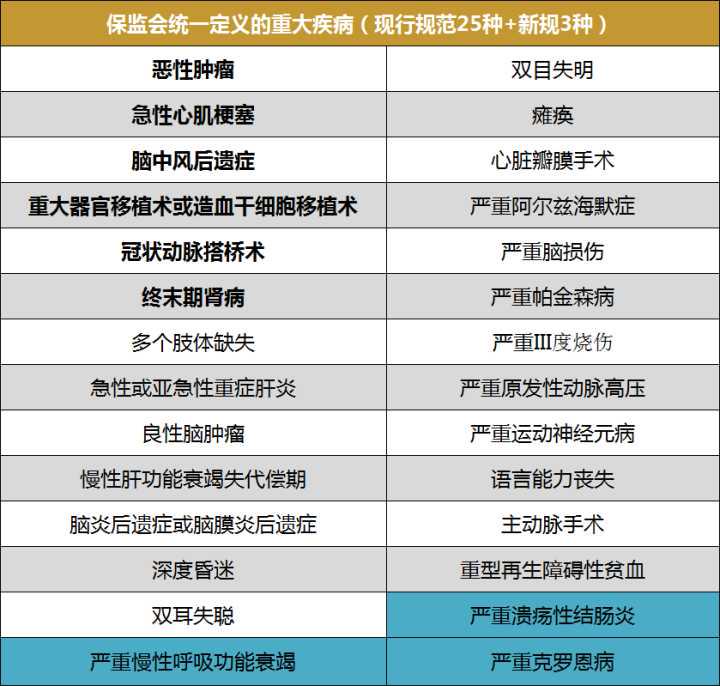 保监会统一定义的重大疾病（现行规范25种+新规3种）
恶性肿瘤 双目失明
急性心肌梗塞 瘫痪
脑中风后遗症 心脏瓣膜手术
重大器官移植术或造血干细胞移植术 严重阿尔兹海默症
冠状动脉搭桥术 严重脑损伤
终末期肾病 严重帕金森病
多个肢体缺失 严重III度烧伤
急性或亚急性重症肝炎 严重原发性动脉高压
良性脑肿瘤 严重运动神经元病
慢性肝功能衰竭失代偿期 语言能力丧失
脑炎后遗症或脑膜炎后遗症 主动脉手术
深度昏迷 重型再生障碍性贫血
双耳失聪 严重溃疡性结肠炎
严重慢性呼吸功能衰竭 严重克罗恩病